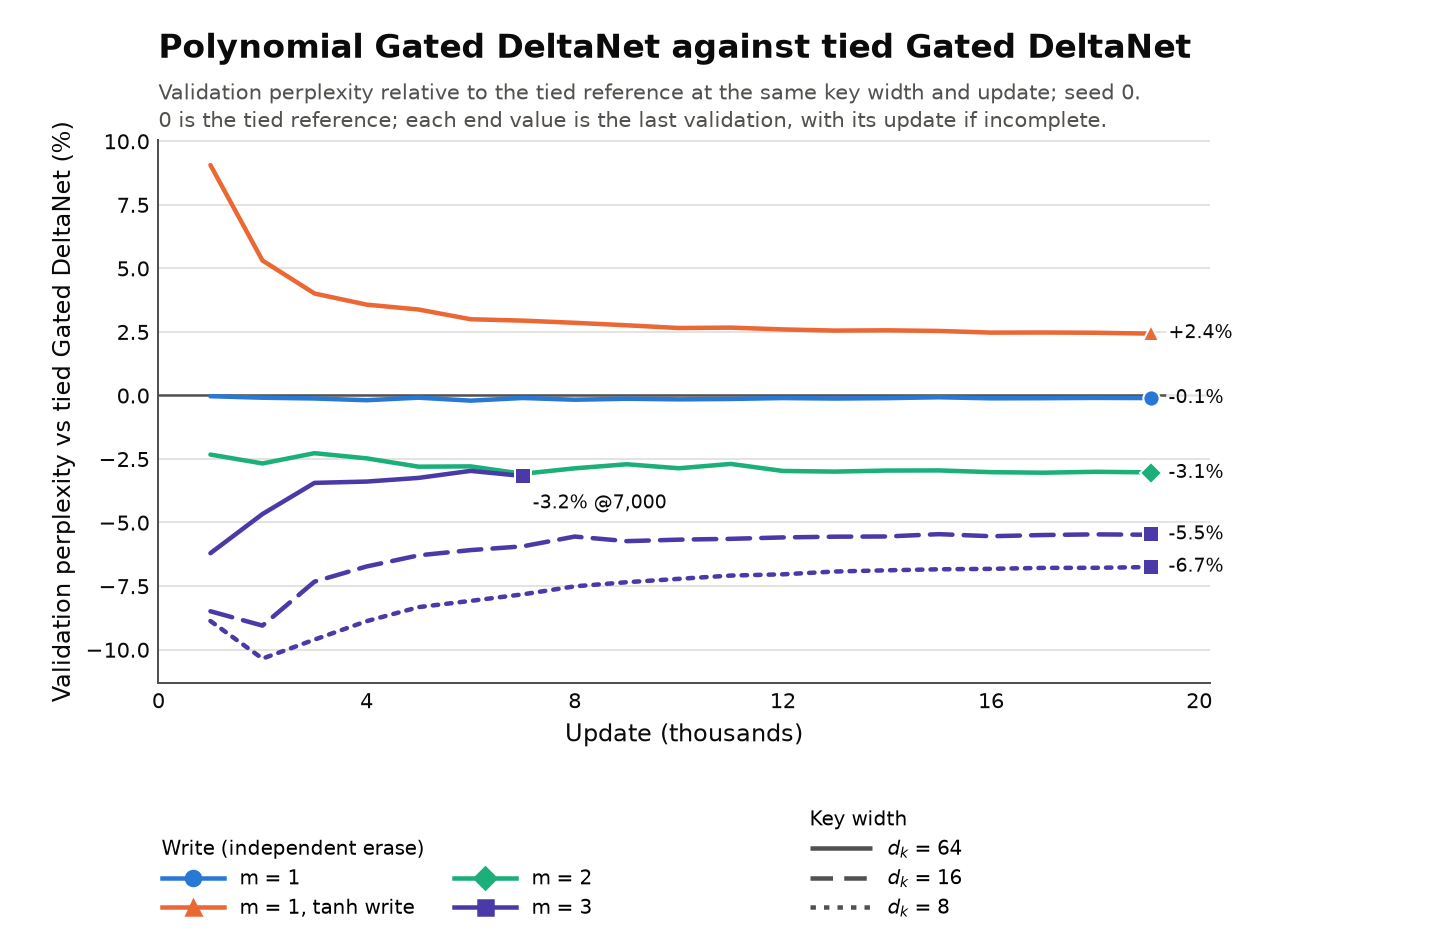 Polynomial Gated DeltaNet against tied Gated DeltaNet
Validation perplexity relative to the tied reference at the same key width and update; seed 0.
0 is the tied reference; each end value is the last validation, with its update if incomplete.
Validation perplexity vs tied Gated DeltaNet (%)
10.0
7.5
5.0
2.5
0.0
−2.5
−5.0
−7.5
−10.0
+2.4%
-0.1%
-3.1%
-3.2% @7,000
-5.5%
-6.7%
0 4 8 12 16 20
Update (thousands)
Write (independent erase)
m = 1
m = 1, tanh write
m = 2
m = 3
Key width
dₖ = 64
dₖ = 16
dₖ = 8